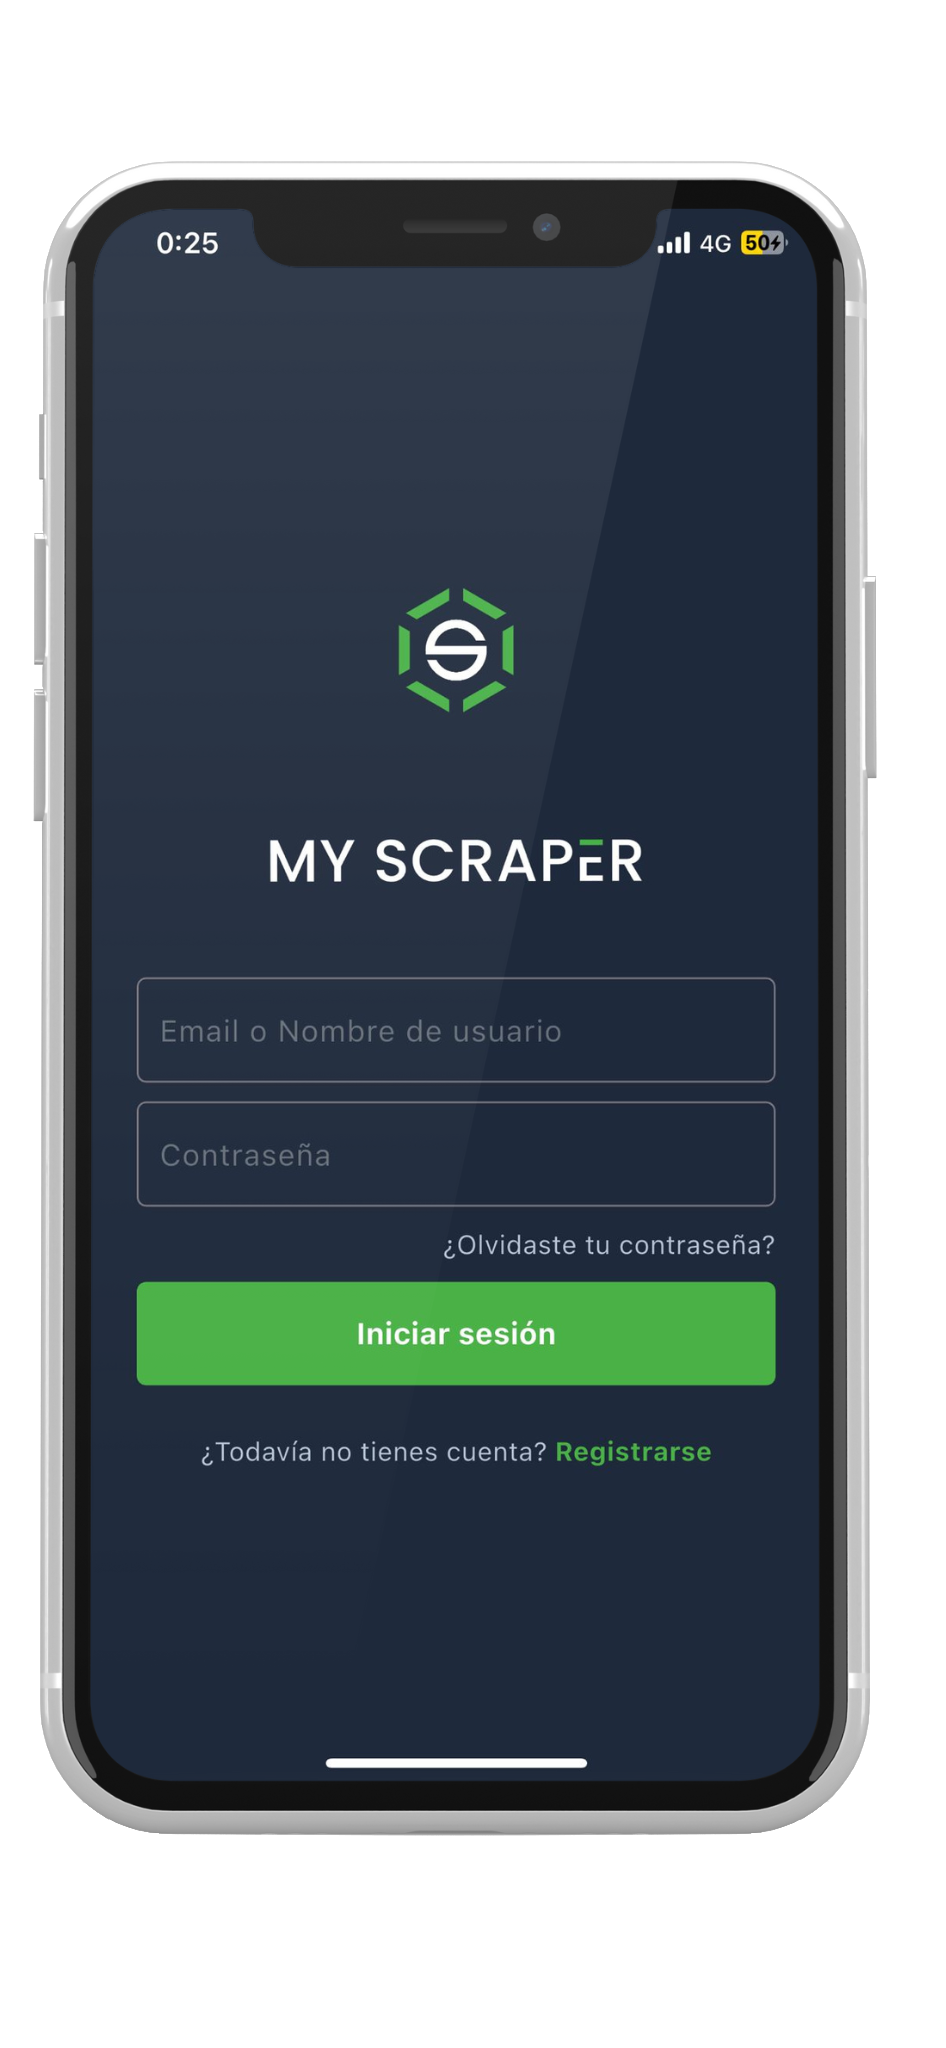 0:25 4G 50
MY SCRAPER
Email o Nombre de usuario
Contraseña
¿Olvidaste tu contraseña?
Iniciar sesión
¿Todavía no tienes cuenta? Registrarse